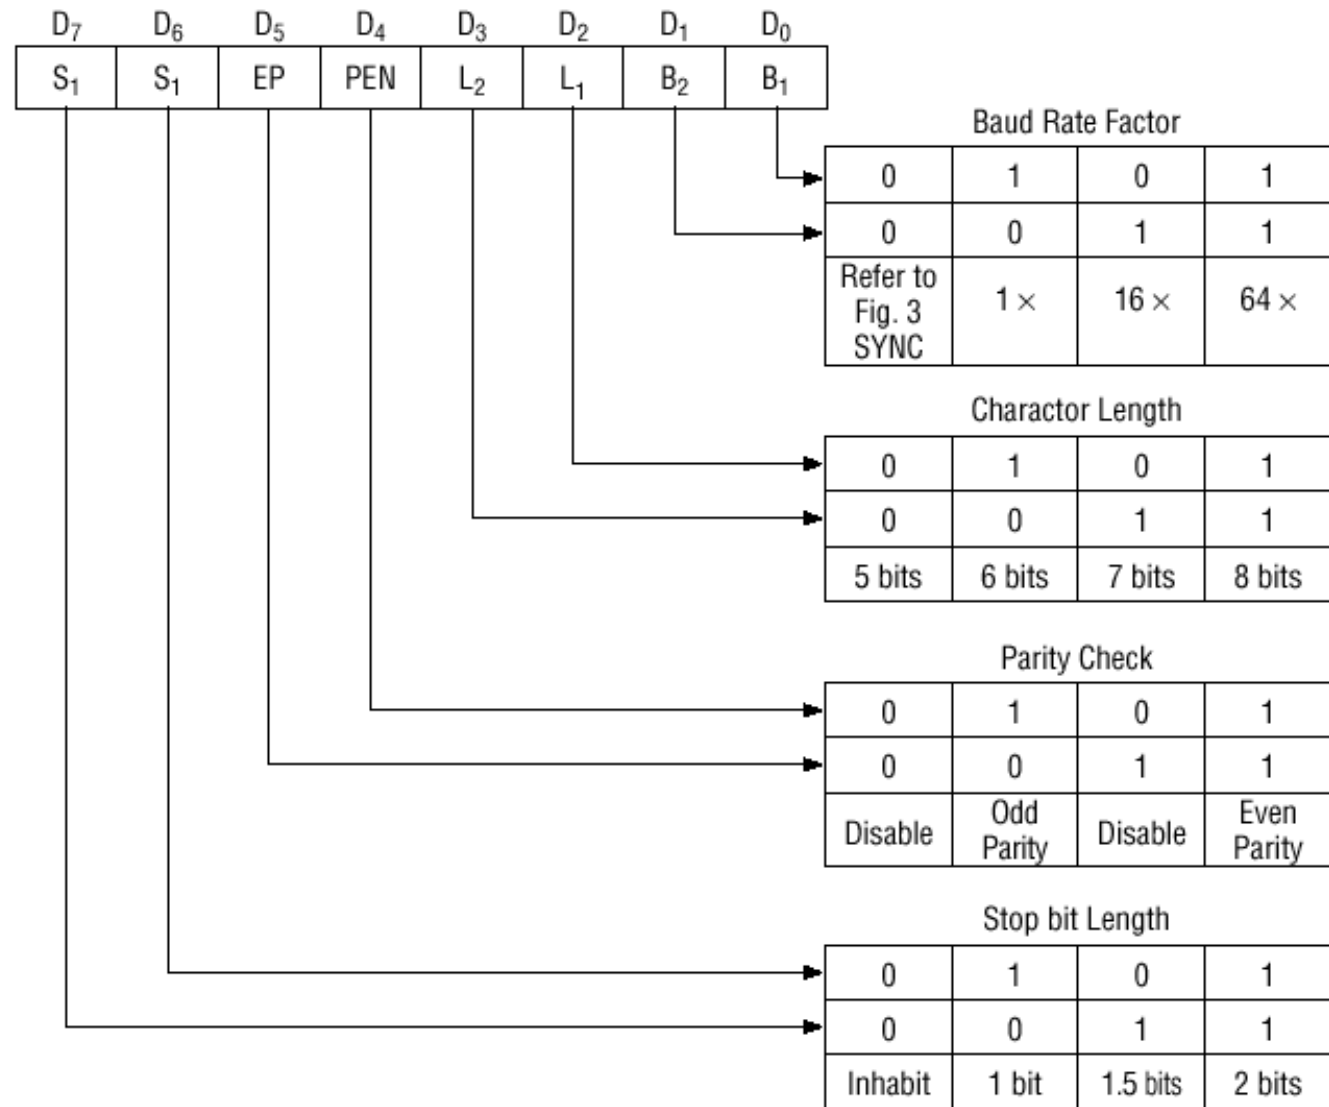 D₇ D₆ D₅ D₄ D₃ D₂ D₁ D₀
S₁ S₁ EP PEN L₂ L₁ B₂ B₁
Baud Rate Factor
0 1 0 1
0 0 1 1
Refer to
Fig. 3
SYNC
1 × 16 × 64 ×
Charactor Length
0 1 0 1
0 0 1 1
5 bits 6 bits 7 bits 8 bits
Parity Check
0 1 0 1
0 0 1 1
Disable Odd Parity Disable Even Parity
Stop bit Length
0 1 0 1
0 0 1 1
Inhabit 1 bit 1.5 bits 2 bits